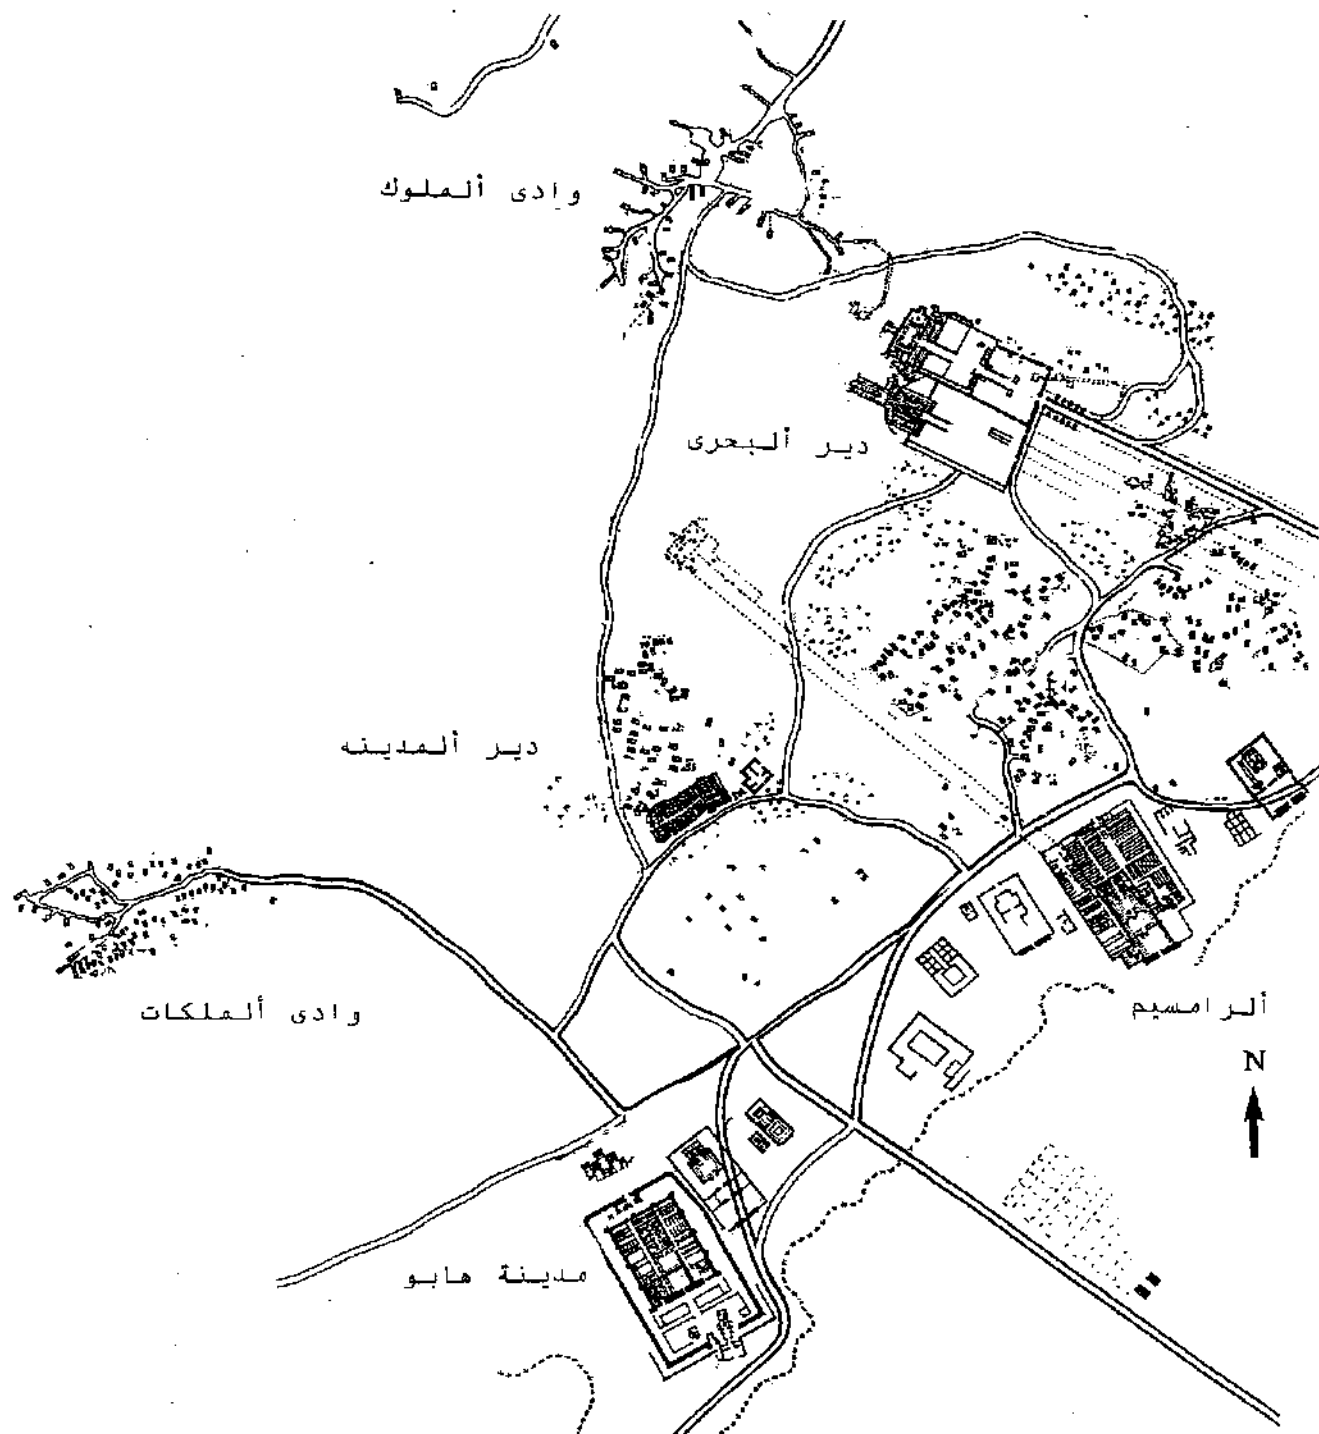 وادى ألملوك
دير ألبحرى
دير ألمدينه
وادى ألملكات
ألرامسيم
N
مدينة هابو